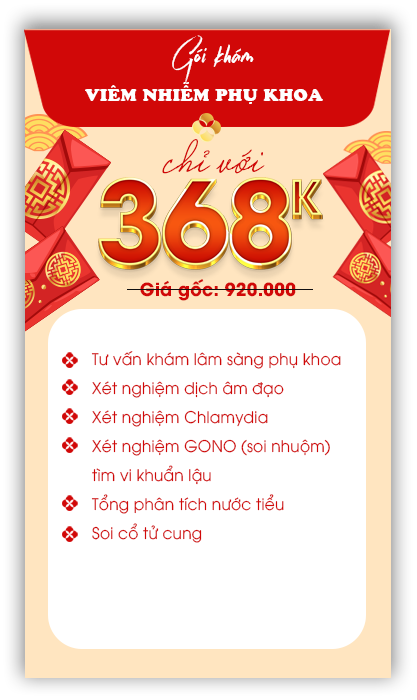 Gói khám
VIÊM NHIỄM PHỤ KHOA
chỉ với
368K
Giá gốc: 920.000
Tư vấn khám lâm sàng phụ khoa
Xét nghiệm dịch âm đạo
Xét nghiệm Chlamydia
Xét nghiệm GONO (soi nhuộm)
tìm vi khuẩn lậu
Tổng phân tích nước tiểu
Soi cổ tử cung